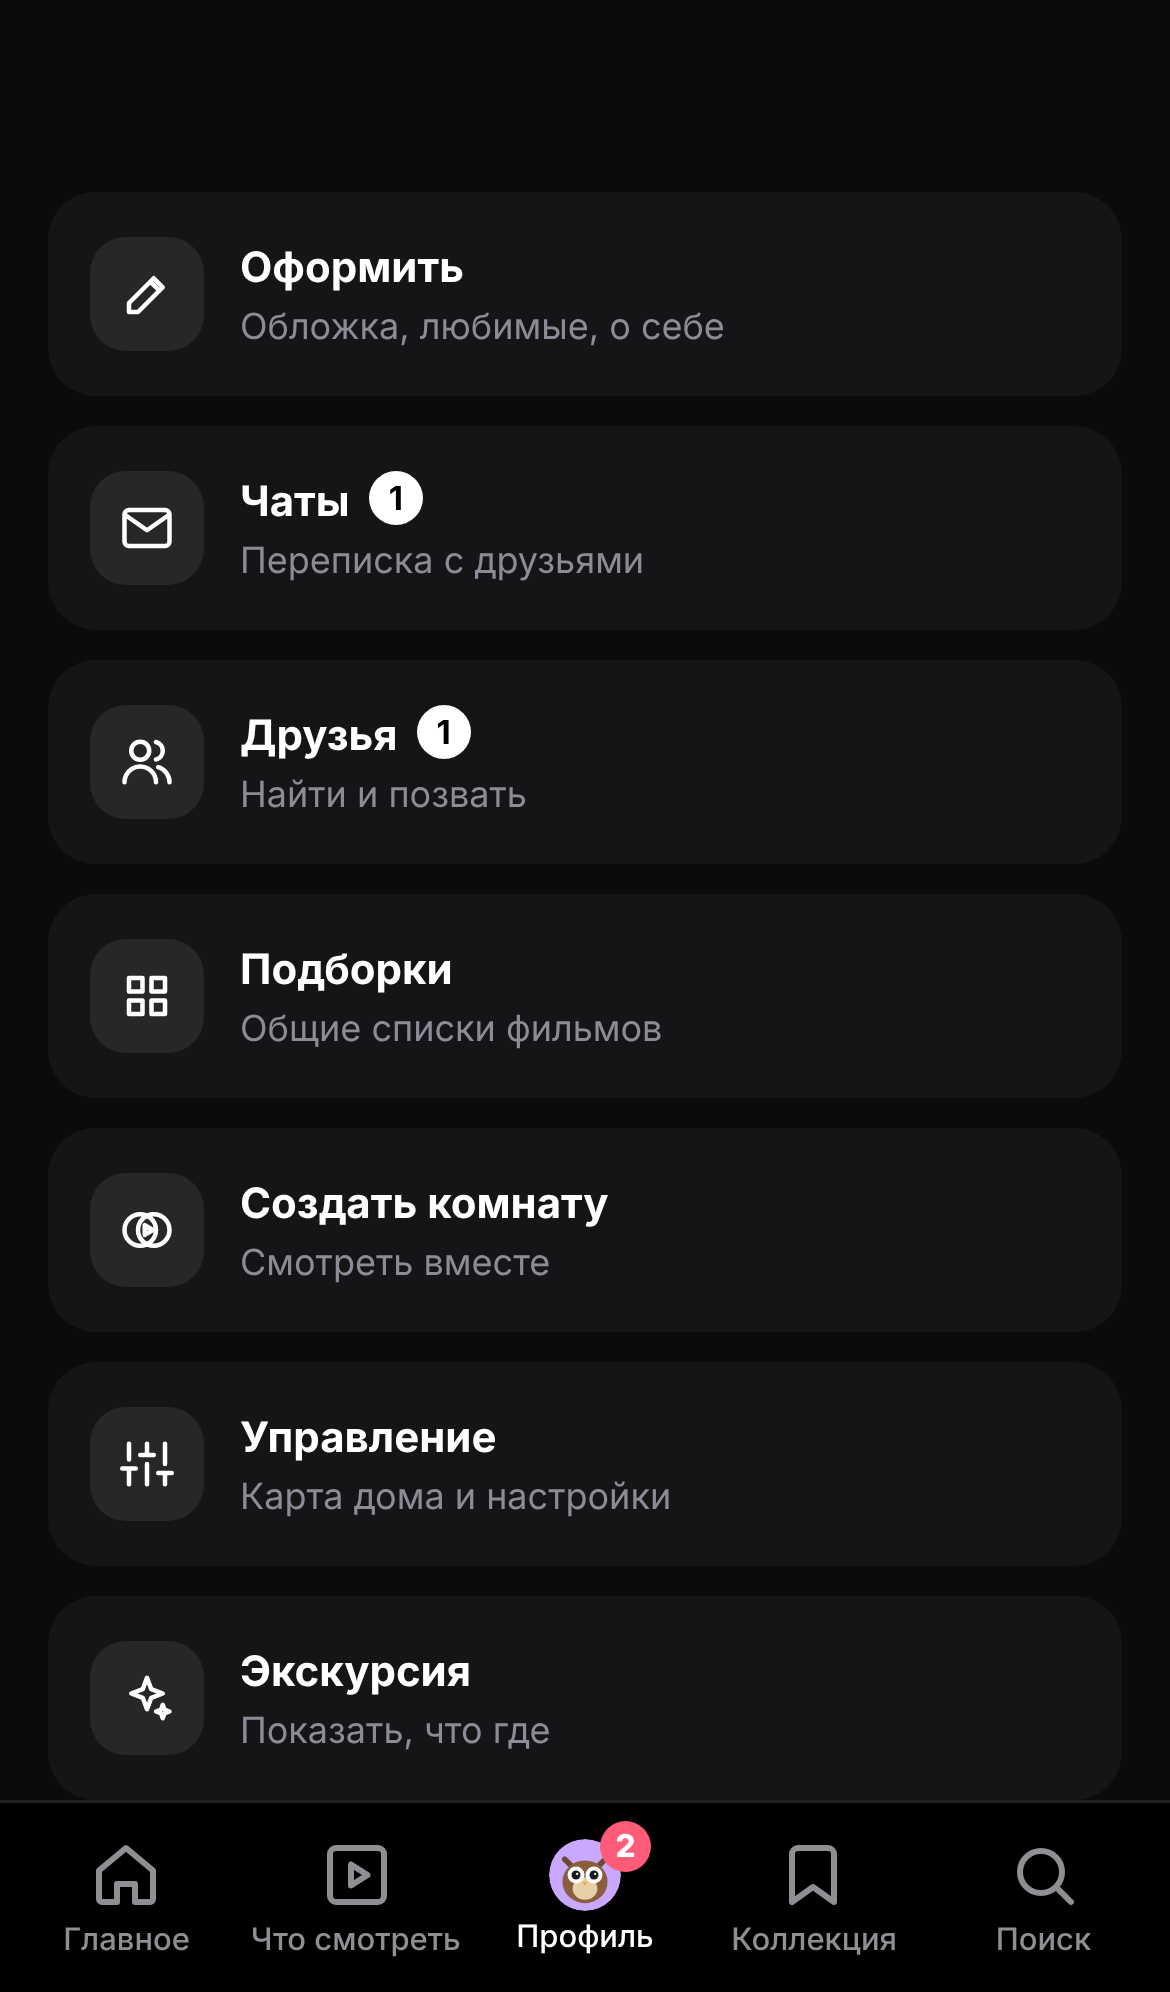 Оформить
Обложка, любимые, о себе
Чаты 1
Переписка с друзьями
Друзья 1
Найти и позвать
Подборки
Общие списки фильмов
Создать комнату
Смотреть вместе
Управление
Карта дома и настройки
Экскурсия
Показать, что где
2
Главное Что смотреть Профиль Коллекция Поиск